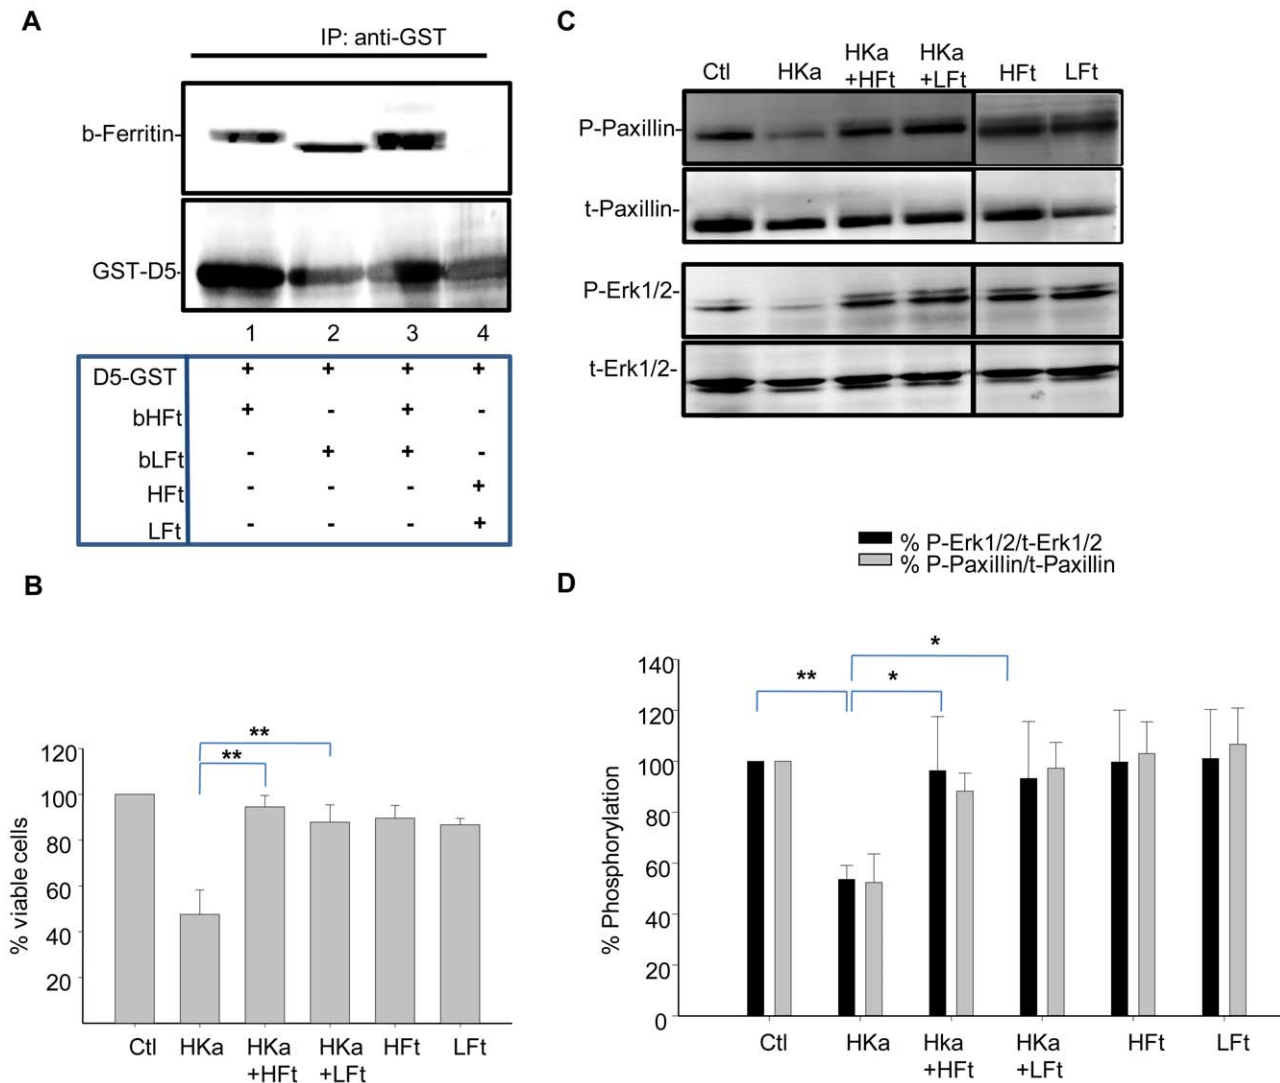 A
IP: anti-GST
b-Ferritin-
GST-D5-
1 2 3 4
D5-GST + + + +
bHFt + - + -
bLFt - + + -
HFt - - - +
LFt - - - +
C
Ctl HKa HKa +HFt HKa +LFt HFt LFt
P-Paxillin-
t-Paxillin-
P-Erk1/2-
t-Erk1/2-
B
120
100
80
60
40
20
% viable cells
** **
Ctl HKa HKa +HFt HKa +LFt HFt LFt
D
% P-Erk1/2/t-Erk1/2
% P-Paxillin/t-Paxillin
140
120
100
80
60
40
20
0
% Phosphorylation
** * *
Ctl HKa Hka +HFt HKa +LFt HFt LFt